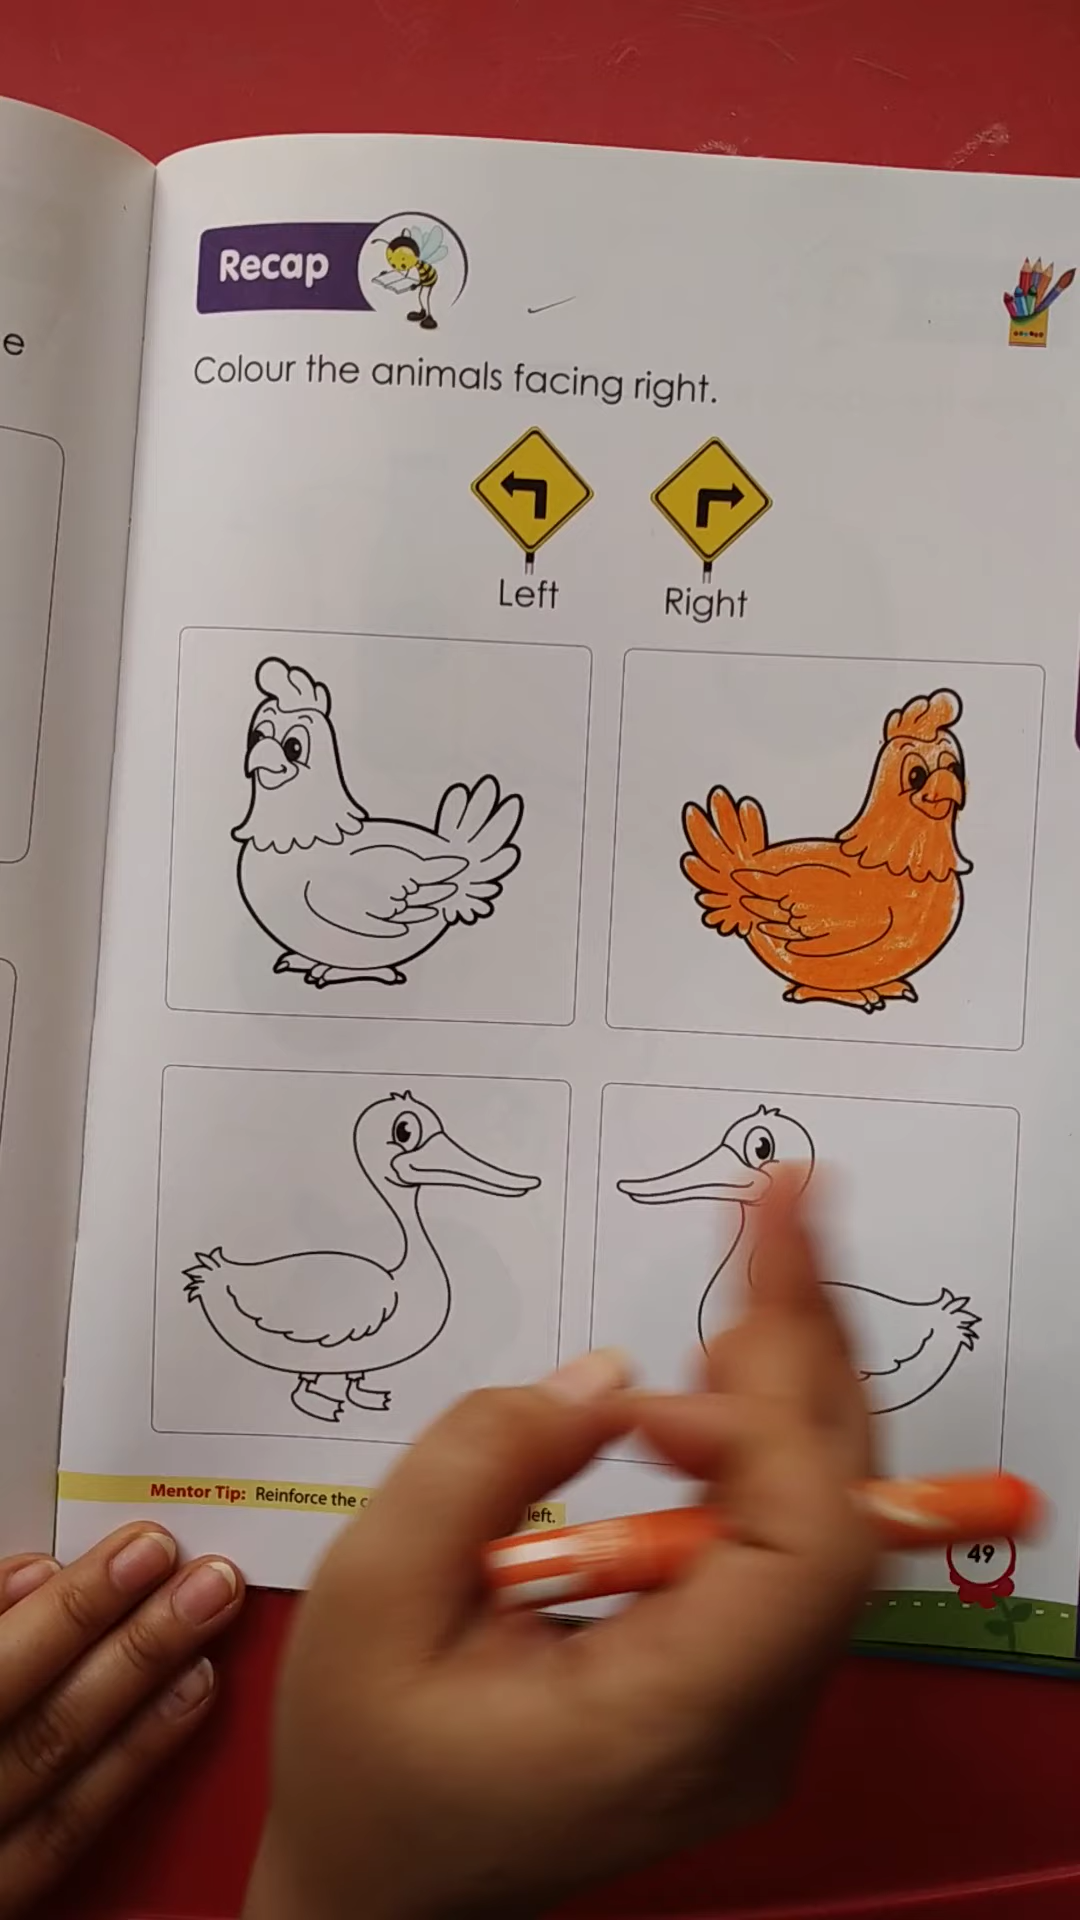 e
Recap
Colour the animals facing right.
Left
Right
Mentor Tip: Reinforce the left.
49